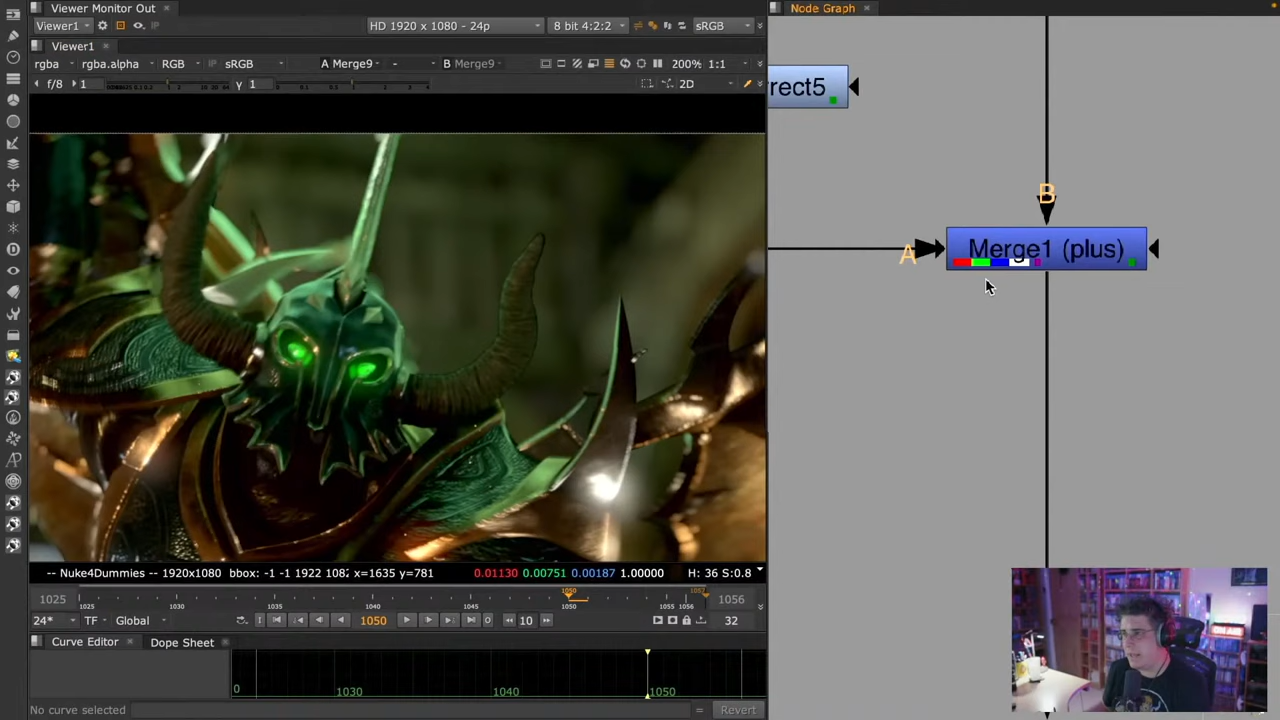 Viewer Monitor Out
Node Graph
Viewer1
HD 1920 x 1080 - 24p
8 bit 4:2:2
sRGB
Viewer1
rgba
rgba.alpha
RGB
sRGB
A Merge9
-
B Merge9
200% 1:1
f/8
1
γ 1
2D
rrect5
B
A
Merge1 (plus)
-- Nuke4Dummies -- 1920x1080 bbox: -1 -1 1922 108 x=1635 y=781
0.01130 0.00751 0.00187 1.00000
H: 36 S:0.8
1025
1025
1030
1035
1040
1045
1050
1050
1055 1056
1057
1056
24*
TF
Global
1050
10
32
Curve Editor
Dope Sheet
0
1030
1040
1050
No curve selected
=
Revert